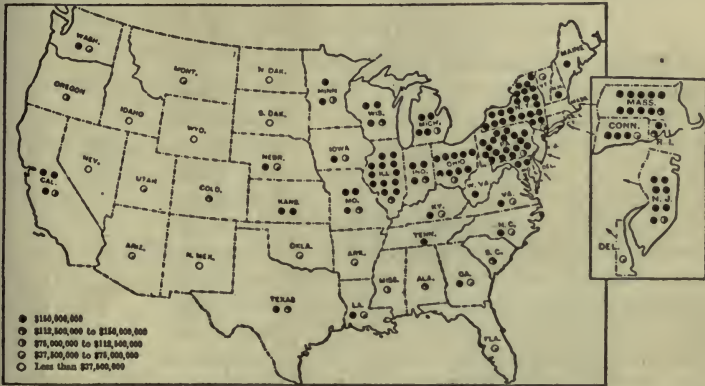 WASH.
MONT.
N. DAK.
MINN
MAINE
OREGON
IDAHO
S. DAK.
WIS.
MICH.
VT.
MASS.
CONN.
R. I.
WYO.
NEBR.
IOWA
NEV.
UTAH
COLO.
ILL
IND.
OHIO
N. J.
DEL.
CAL.
KANS.
MO.
W. VA.
VA.
KY.
N. C.
TENN.
ARIZ.
N. MEX.
OKLA.
ARK.
S. C.
MISS.
ALA.
GA.
TEXAS
LA.
FLA.
$150,000,000
$112,500,000 to $150,000,000
$75,000,000 to $112,500,000
$37,500,000 to $75,000,000
Less than $37,500,000